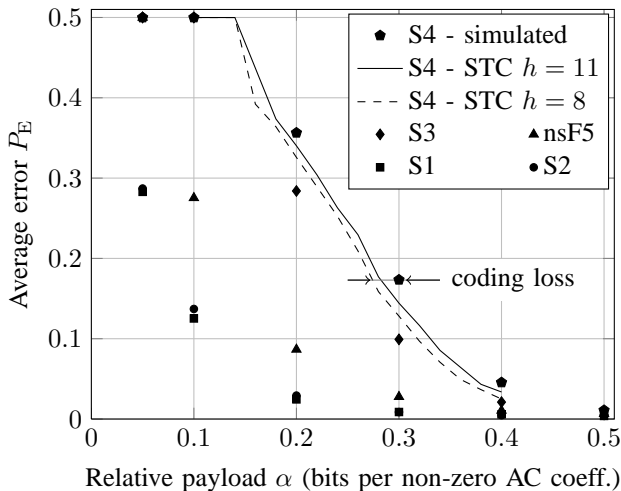 0.5
0.4
0.3
0.2
0.1
0
Average error P_E
S4 - simulated
S4 - STC h = 11
S4 - STC h = 8
S3
nsF5
S1
S2
coding loss
0 0.1 0.2 0.3 0.4 0.5
Relative payload α (bits per non-zero AC coeff.)